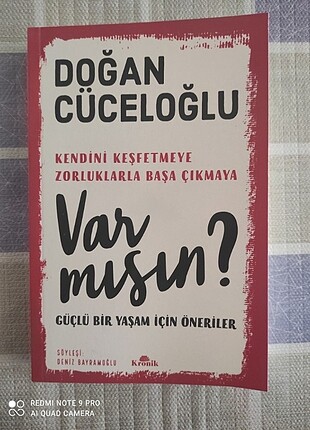 DOĞAN
CÜCELOĞLU
KENDİNİ KEŞFETMEYE
ZORLUKLARLA BAŞA ÇIKMAYA
Var
mısın?
GÜÇLÜ BİR YAŞAM İÇİN ÖNERİLER
SÖYLEŞİ:
DENİZ BAYRAMOĞLU
Kronik
REDMI NOTE 9 PRO
AI QUAD CAMERA